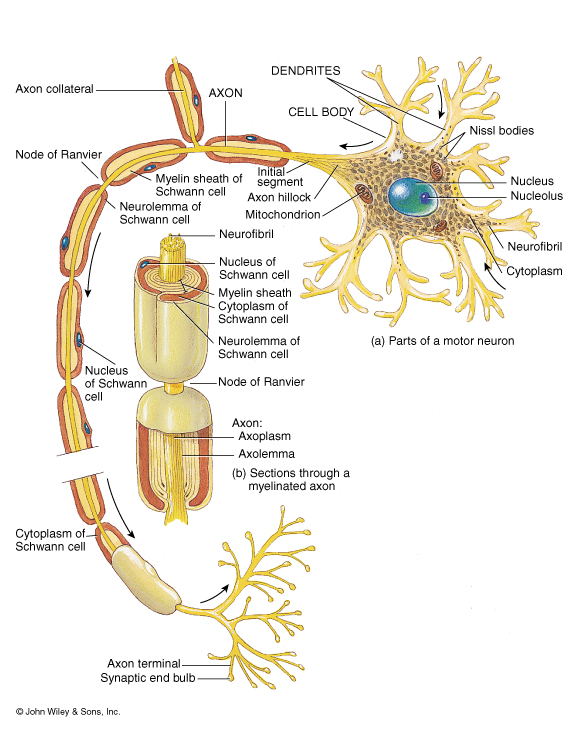 DENDRITES
Axon collateral
AXON
CELL BODY
Nissl bodies
Node of Ranvier
Initial
segment
Myelin sheath of
Schwann cell
Nucleus
Axon hillock
Nucleolus
Neurolemma of
Schwann cell
Mitochondrion
Neurofibril
Neurofibril
Cytoplasm
Nucleus of
Schwann cell
Myelin sheath
Cytoplasm of
Schwann cell
Neurolemma of
Schwann cell
(a) Parts of a motor neuron
Nucleus
of Schwann
cell
Node of Ranvier
Axon:
Axoplasm
Axolemma
(b) Sections through a
myelinated axon
Cytoplasm of
Schwann cell
Axon terminal
Synaptic end bulb
© John Wiley & Sons, Inc.